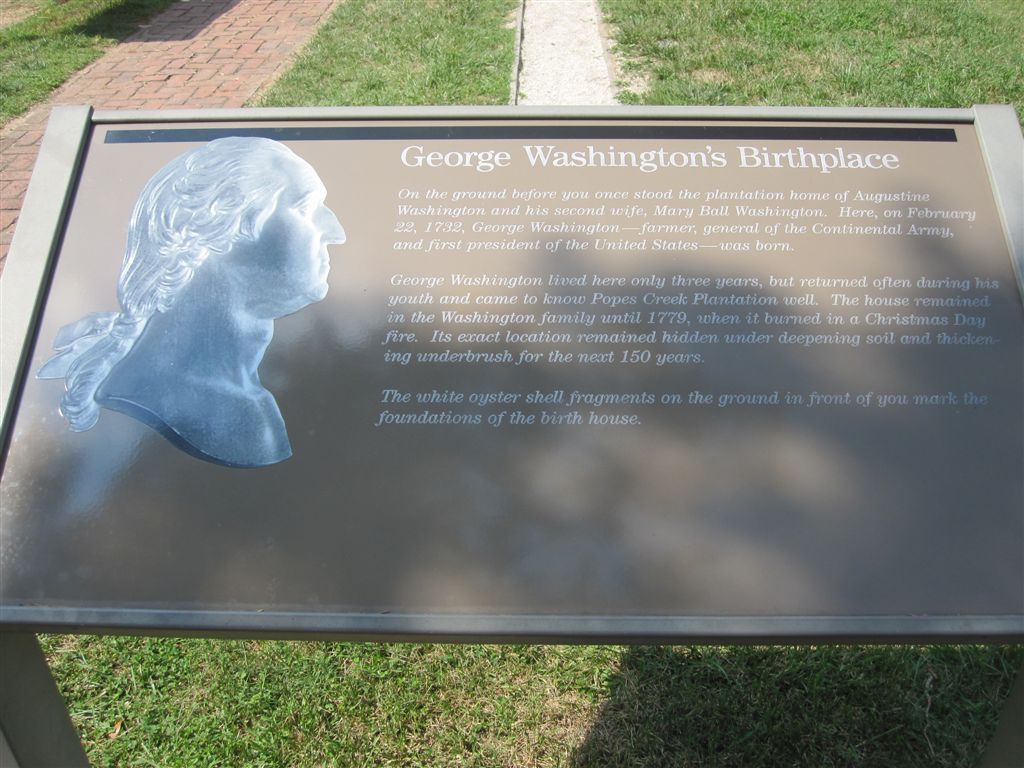 George Washington's Birthplace
On the ground before you once stood the plantation home of Augustine
Washington and his second wife, Mary Ball Washington. Here, on February
22, 1732, George Washington—farmer, general of the Continental Army,
and first president of the United States—was born.
George Washington lived here only three years, but returned often during his
youth and came to know Popes Creek Plantation well. The house remained
in the Washington family until 1779, when it burned in a Christmas Day
fire. Its exact location remained hidden under deepening soil and thicken-
ing underbrush for the next 150 years.
The white oyster shell fragments on the ground in front of you mark the
foundations of the birth house.